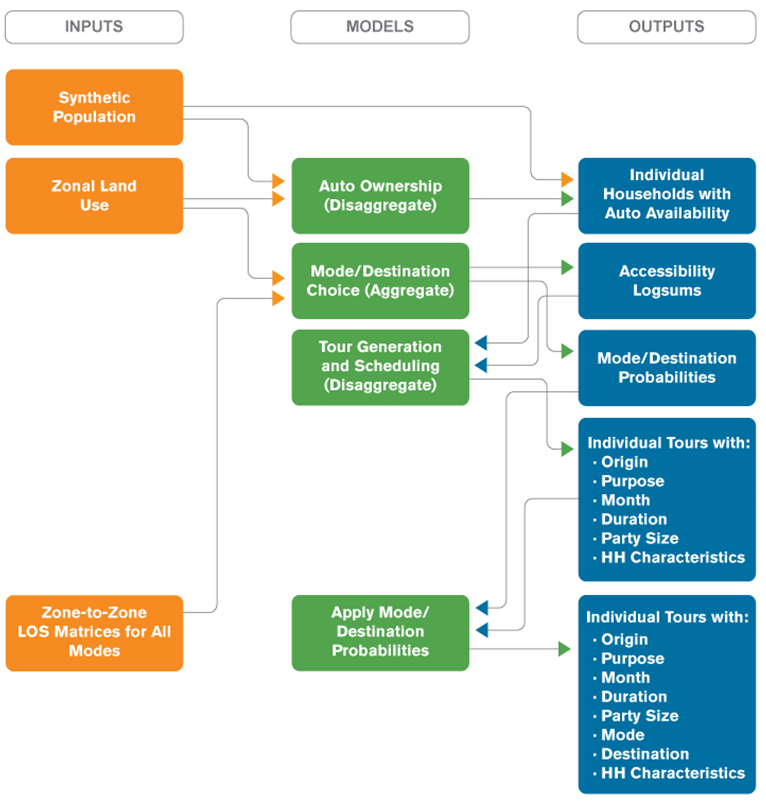 INPUTS
MODELS
OUTPUTS
Synthetic
Population
Zonal Land
Use
Auto Ownership
(Disaggregate)
Individual
Households with
Auto Availability
Mode/Destination
Choice (Aggregate)
Accessibility
Logsums
Tour Generation
and Scheduling
(Disaggregate)
Mode/Destination
Probabilities
Individual Tours with:
· Origin
· Purpose
· Month
· Duration
· Party Size
· HH Characteristics
Zone-to-Zone
LOS Matrices for All
Modes
Apply Mode/
Destination
Probabilities
Individual Tours with:
· Origin
· Purpose
· Month
· Duration
· Party Size
· Mode
· Destination
· HH Characteristics